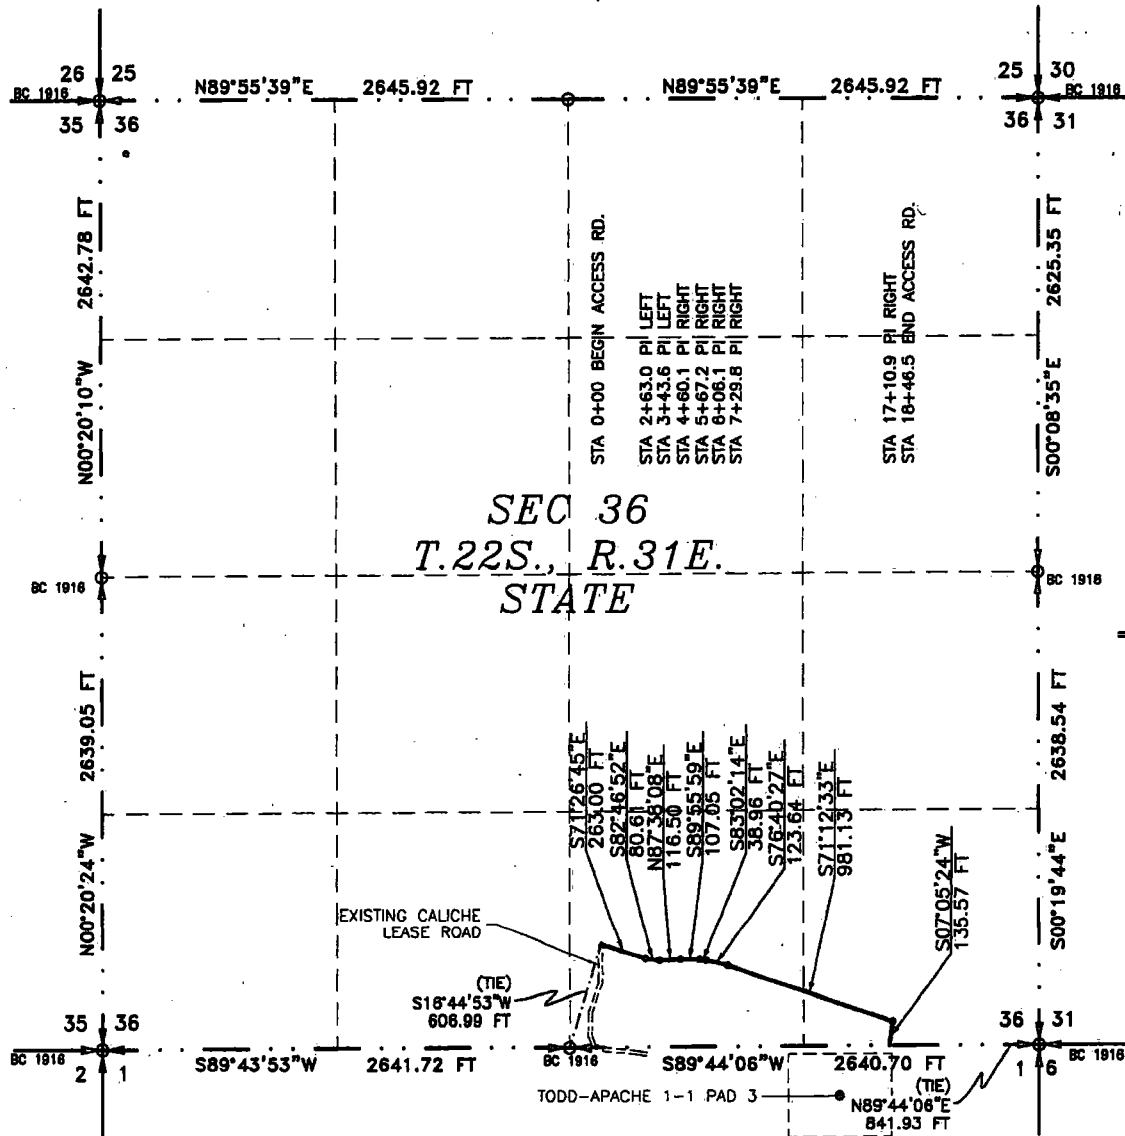 26 25
N89°55'39"E 2645.92 FT
N89°55'39"E 2645.92 FT
25 30
BC 1916
BC 1916
35 36
36 31
N00°20'10"W 2642.78 FT
STA 0+00 BEGIN ACCESS RD.
STA 2+63.0 PI LEFT
STA 3+43.6 PI LEFT
STA 4+60.1 PI RIGHT
STA 5+67.2 PI RIGHT
STA 6+06.1 PI RIGHT
STA 7+29.8 PI RIGHT
STA 17+10.9 PI RIGHT
STA 18+46.5 END ACCESS RD.
S00°08'35"E 2625.35 FT
SEC 36
T.22S., R.31E.
STATE
BC 1916
BC 1916
N00°20'24"W 2639.05 FT
S71°26'45"E
263.00 FT
S82°46'52"E
80.61 FT
N87°38'08"E
116.50 FT
S89°55'59"E
107.05 FT
S83°02'14"E
38.96 FT
S76°40'27"E
123.64 FT
S71°12'33"E
981.13 FT
S07°05'24"W
135.57 FT
S00°19'44"E 2638.54 FT
EXISTING CALICHE
LEASE ROAD
(TIE)
S16°44'53"W
606.99 FT
35 36
36 31
BC 1916
S89°43'53"W 2641.72 FT
BC 1916
S89°44'06"W 2640.70 FT
BC 1916
2 1
1 6
TODD-APACHE 1-1 PAD 3
(TIE)
N89°44'06"E
841.93 FT